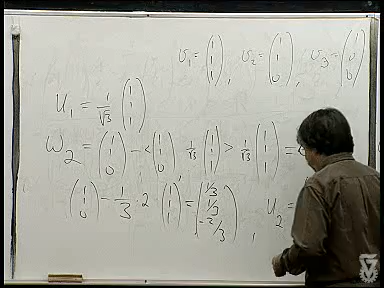 v₁ = (1 1 1), v₂ = (1 1 0), v₃ = (1 0 0)
u₁ = 1/√3 (1 1 1)
w₂ = (1 1 0) - < (1 1 0), 1/√3 (1 1 1) > 1/√3 (1 1 1) =
(1 1 0) - 1/3 · 2 (1 1 1) = (1/3 1/3 -2/3), u₂ =